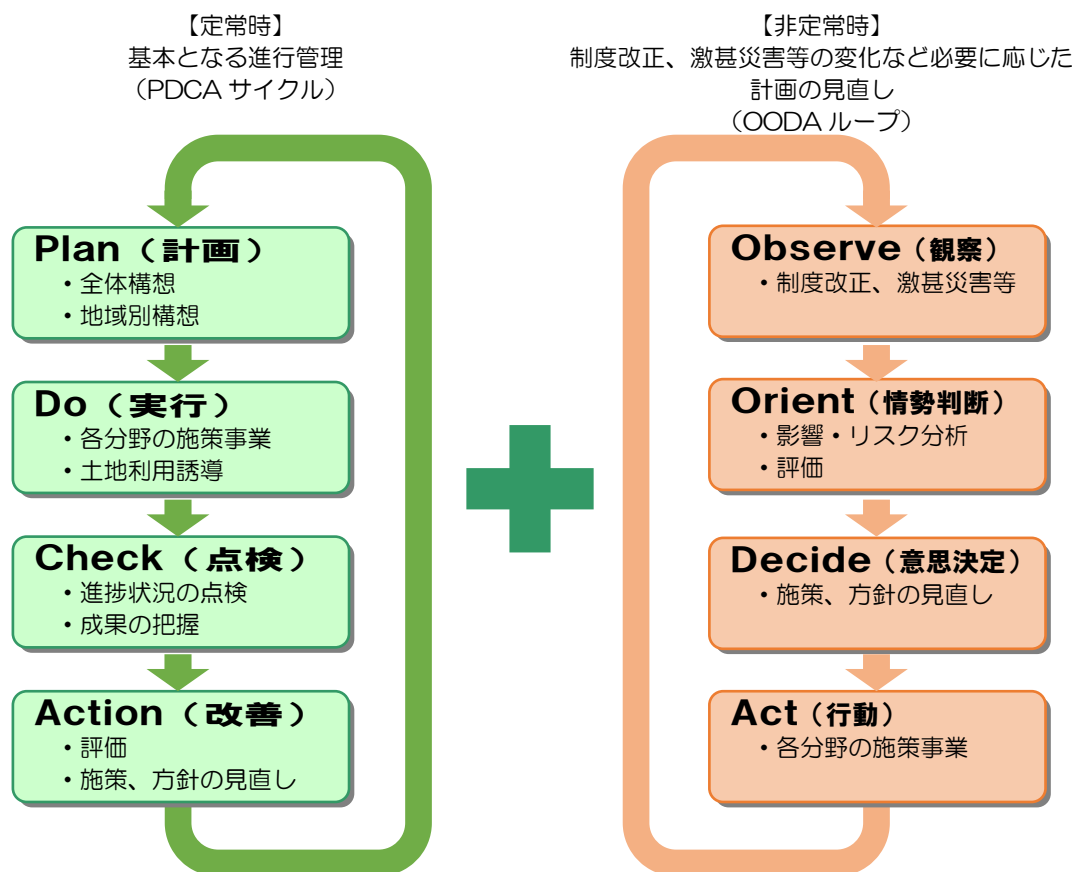 【定常時】
基本となる進行管理
（PDCA サイクル）
Plan（計画）
・全体構想
・地域別構想
Do（実行）
・各分野の施策事業
・土地利用誘導
Check（点検）
・進捗状況の点検
・成果の把握
Action（改善）
・評価
・施策、方針の見直し
【非定常時】
制度改正、激甚災害等の変化など必要に応じた
計画の見直し
（OODA ループ）
Observe（観察）
・制度改正、激甚災害等
Orient（情勢判断）
・影響・リスク分析
・評価
Decide（意思決定）
・施策、方針の見直し
Act（行動）
・各分野の施策事業